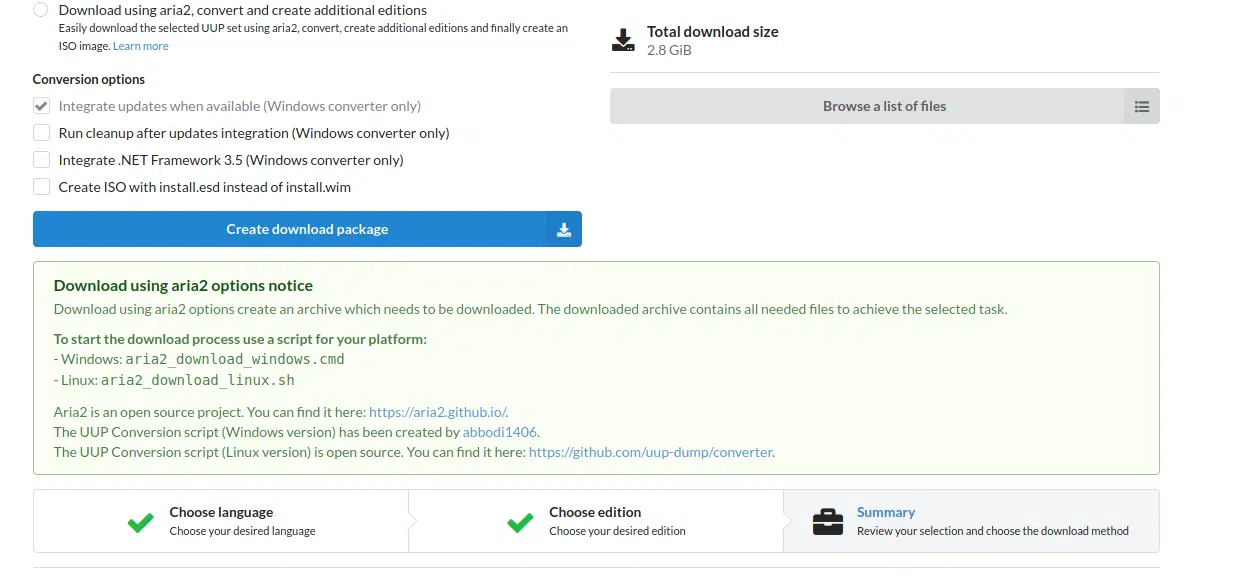 Download using aria2, convert and create additional editions
Easily download the selected UUP set using aria2, convert, create additional editions and finally create an
ISO image. Learn more
Conversion options
Integrate updates when available (Windows converter only)
Run cleanup after updates integration (Windows converter only)
Integrate .NET Framework 3.5 (Windows converter only)
Create ISO with install.esd instead of install.wim
Create download package
Total download size
2.8 GiB
Browse a list of files
Download using aria2 options notice
Download using aria2 options create an archive which needs to be downloaded. The downloaded archive contains all needed files to achieve the selected task.
To start the download process use a script for your platform:
- Windows: aria2_download_windows.cmd
- Linux: aria2_download_linux.sh
Aria2 is an open source project. You can find it here: https://aria2.github.io/.
The UUP Conversion script (Windows version) has been created by abbodi1406.
The UUP Conversion script (Linux version) is open source. You can find it here: https://github.com/uup-dump/converter.
Choose language
Choose your desired language
Choose edition
Choose your desired edition
Summary
Review your selection and choose the download method